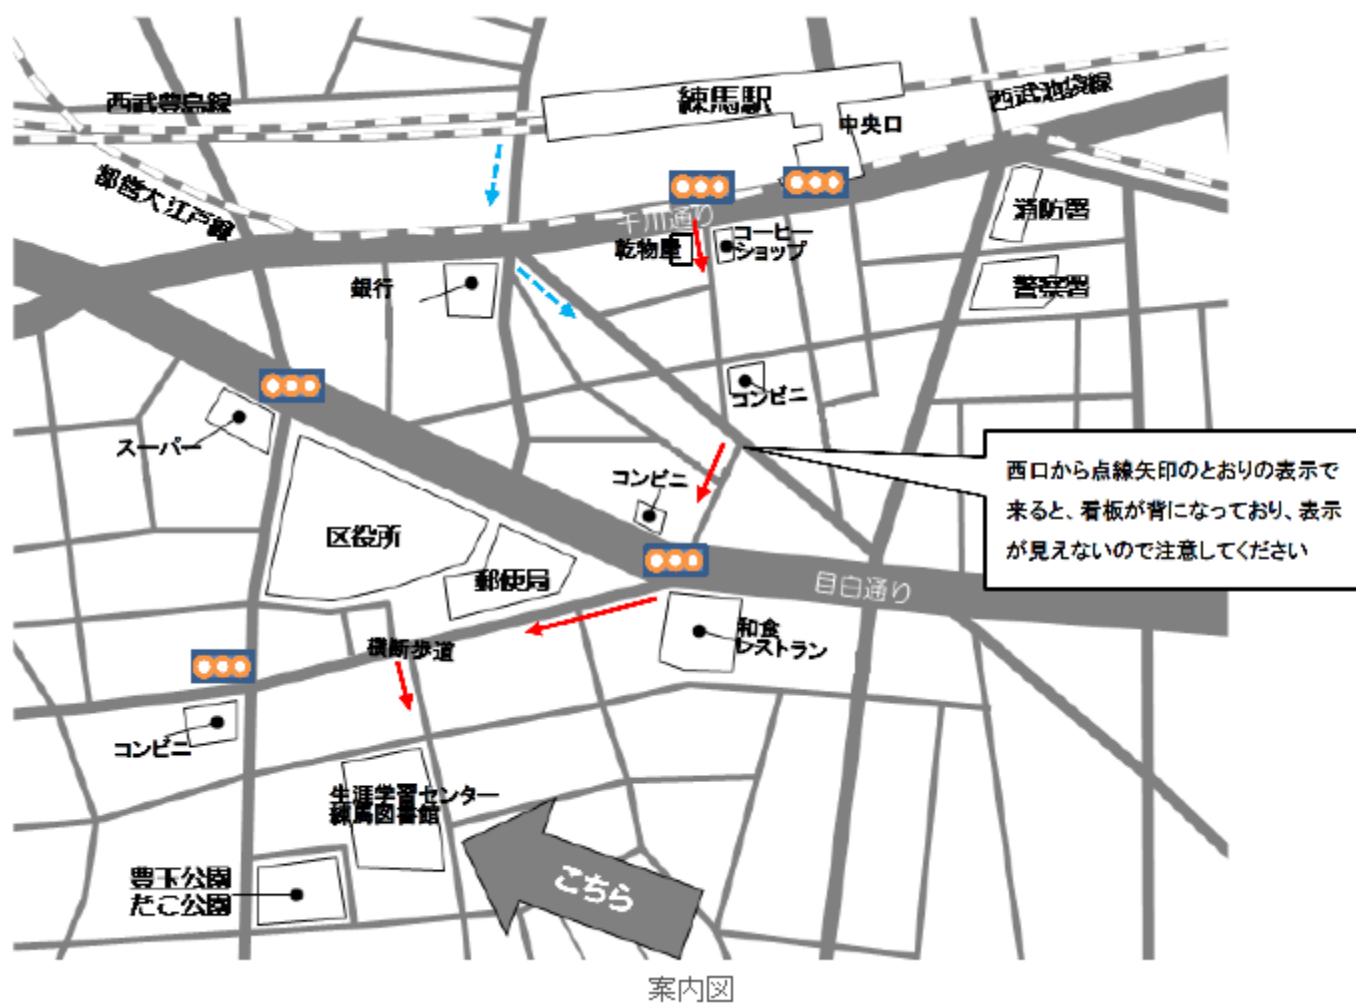 西武豊島線
練馬駅
西武池袋線
中央口
都営大江戸線
千川通り
消防署
乾物屋
コーヒー
ショップ
警察署
銀行
コンビニ
スーパー
コンビニ
西口から点線矢印のとおりの表示で
来ると、看板が背になっており、表示
が見えないので注意してください
区役所
郵便局
目白通り
和食
レストラン
横断歩道
コンビニ
生涯学習センター
練馬図書館
豊玉公園
たこ公園
こちら
案内図